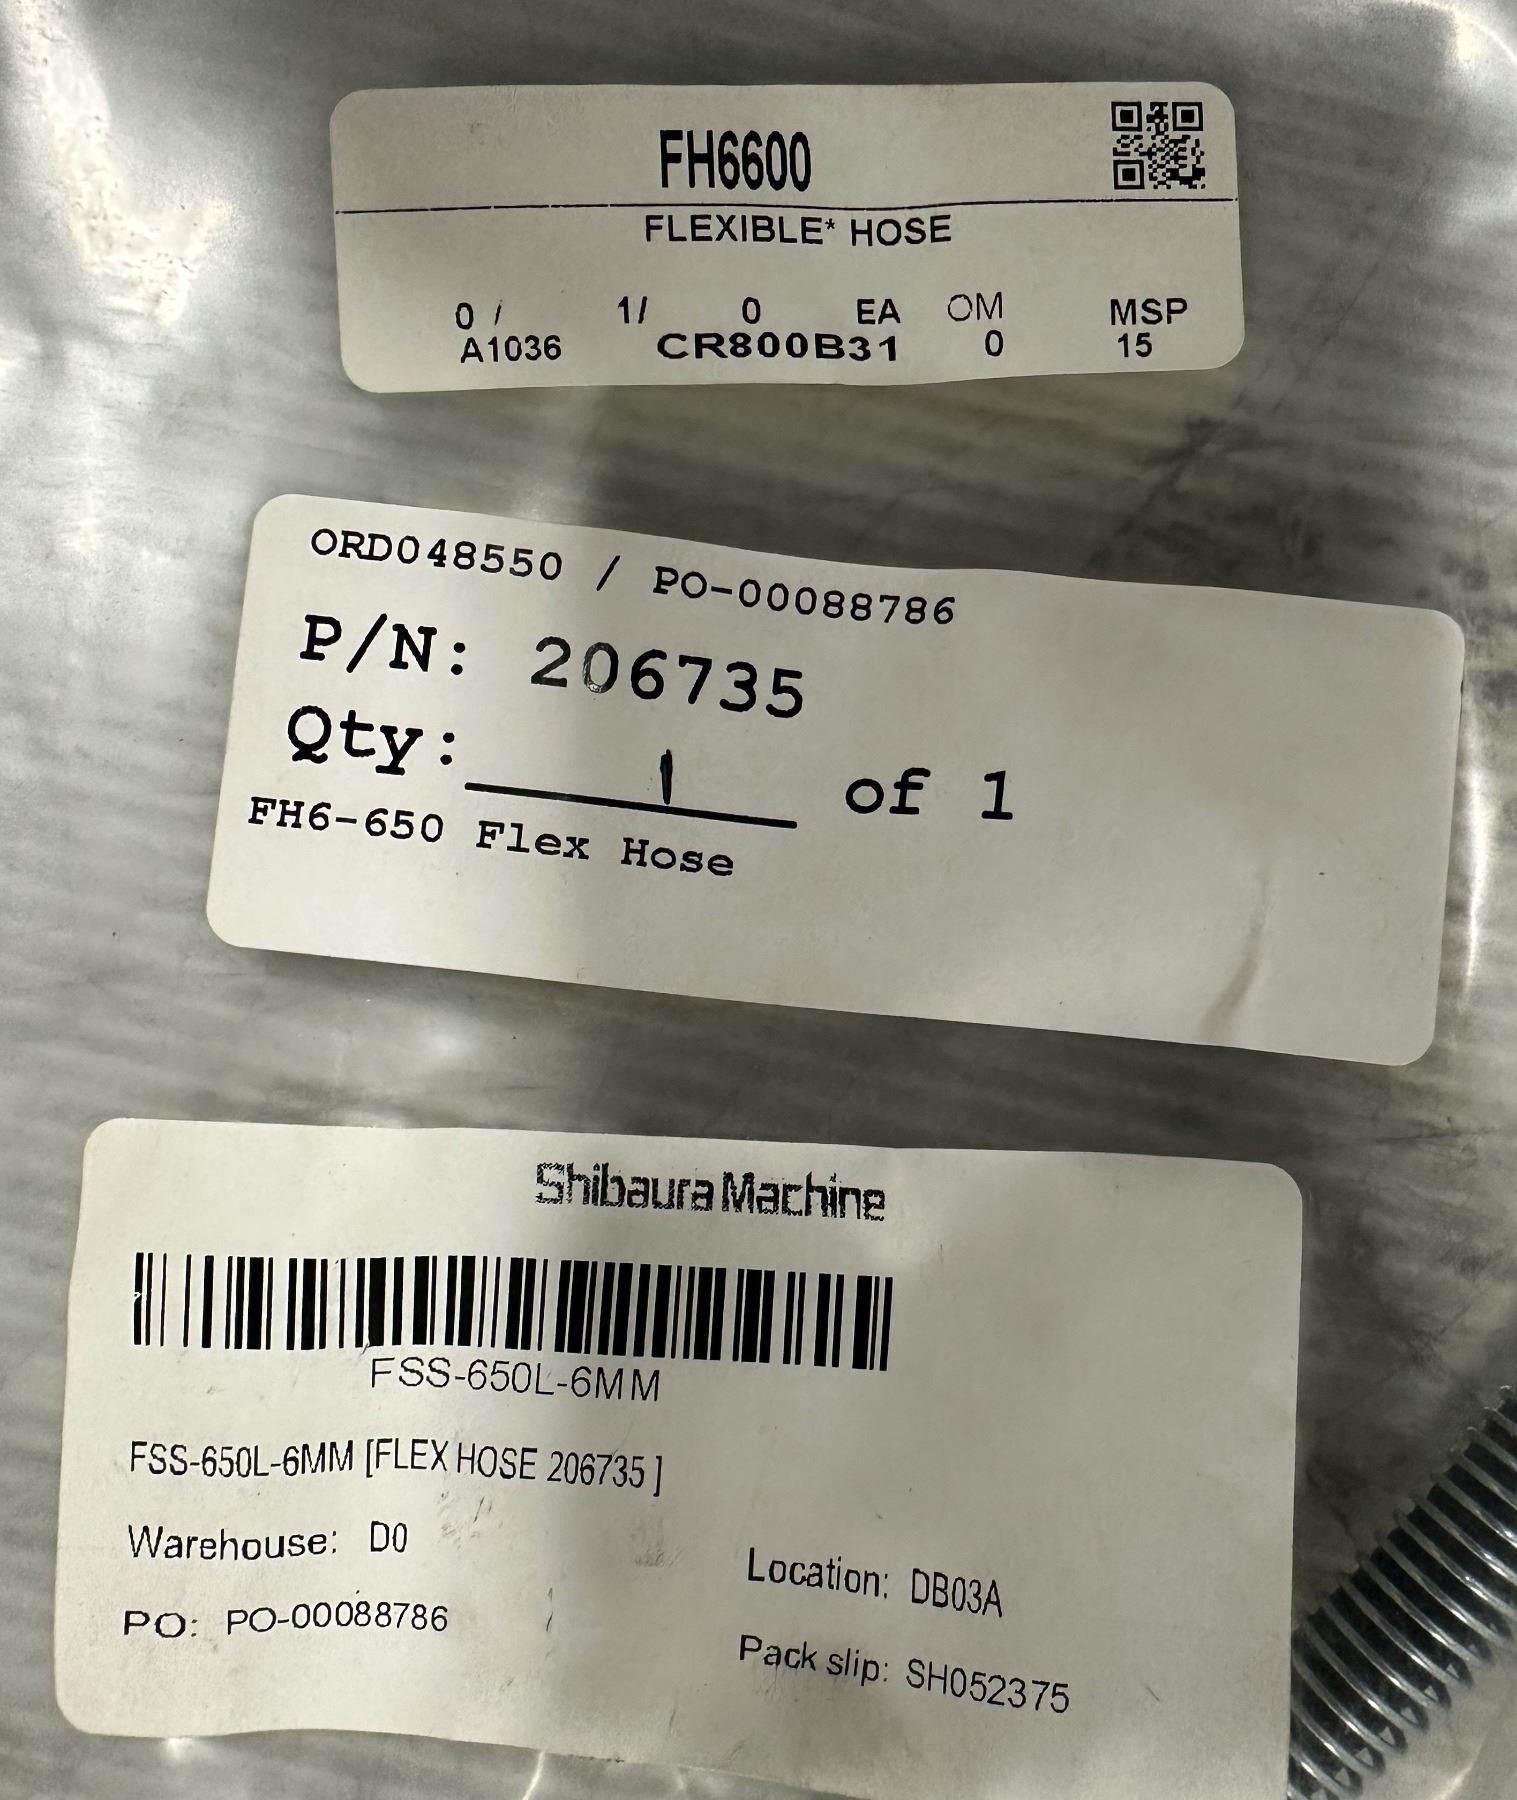 FH6600
FLEXIBLE* HOSE
0 / 1/ 0 EA OM MSP
A1036 CR800B31 0 15
ORD048550 / PO-00088786
P/N: 206735
Qty: 1 of 1
FH6-650 Flex Hose
Shibaura Machine
FSS-650L-6MM
FSS-650L-6MM [FLEX HOSE 206735 ]
Warehouse: D0
Location: DB03A
PO: PO-00088786
Pack slip: SH052375